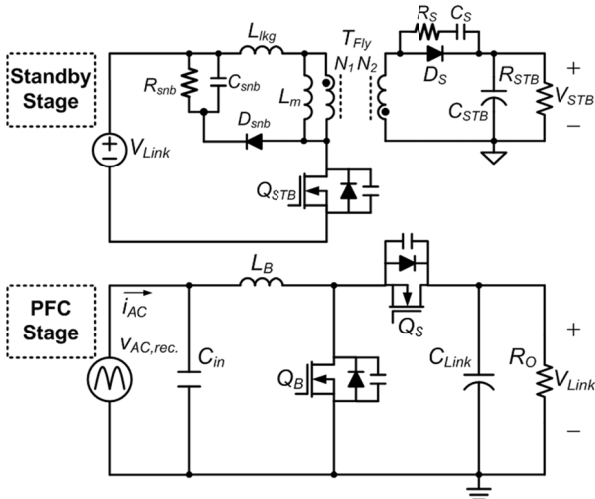 Standby
Stage
V_Link
R_snb
C_snb
L_lkg
L_m
D_snb
T_Fly
N_1 N_2
Q_STB
R_S
C_S
D_S
C_STB
R_STB
+
V_STB
−
PFC
Stage
i_AC
v_AC,rec.
C_in
L_B
Q_B
Q_S
C_Link
R_O
+
V_Link
−